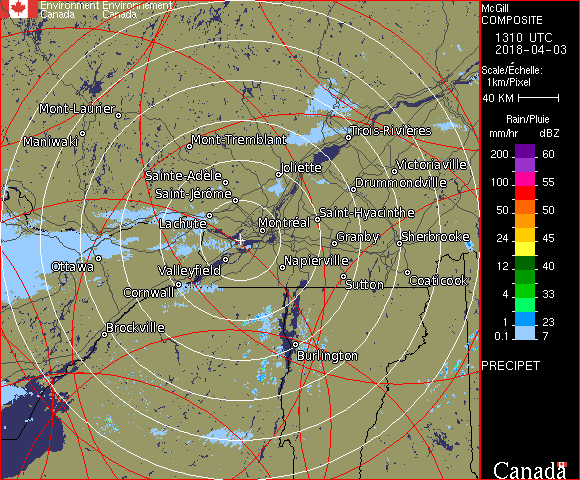 Environment Environnement
Canada Canada
McGill
COMPOSITE
1310 UTC
2018-04-03
Scale/Échelle:
1km/Pixel
40 KM
Rain/Pluie
mm/hr dBZ
200 60
100 55
50 50
24 45
12 40
4 33
1 23
0.1 7
PRECIPET
Mont-Laurier
Maniwaki
Mont-Tremblant
Trois-Rivières
Sainte-Adèle
Joliette
Victoriaville
Saint-Jérôme
Drummondville
Lachute
Montréal
Saint-Hyacinthe
Granby
Sherbrooke
Ottawa
Valleyfield
Napierville
Cornwall
Sutton
Coaticook
Brockville
Burlington
Canada